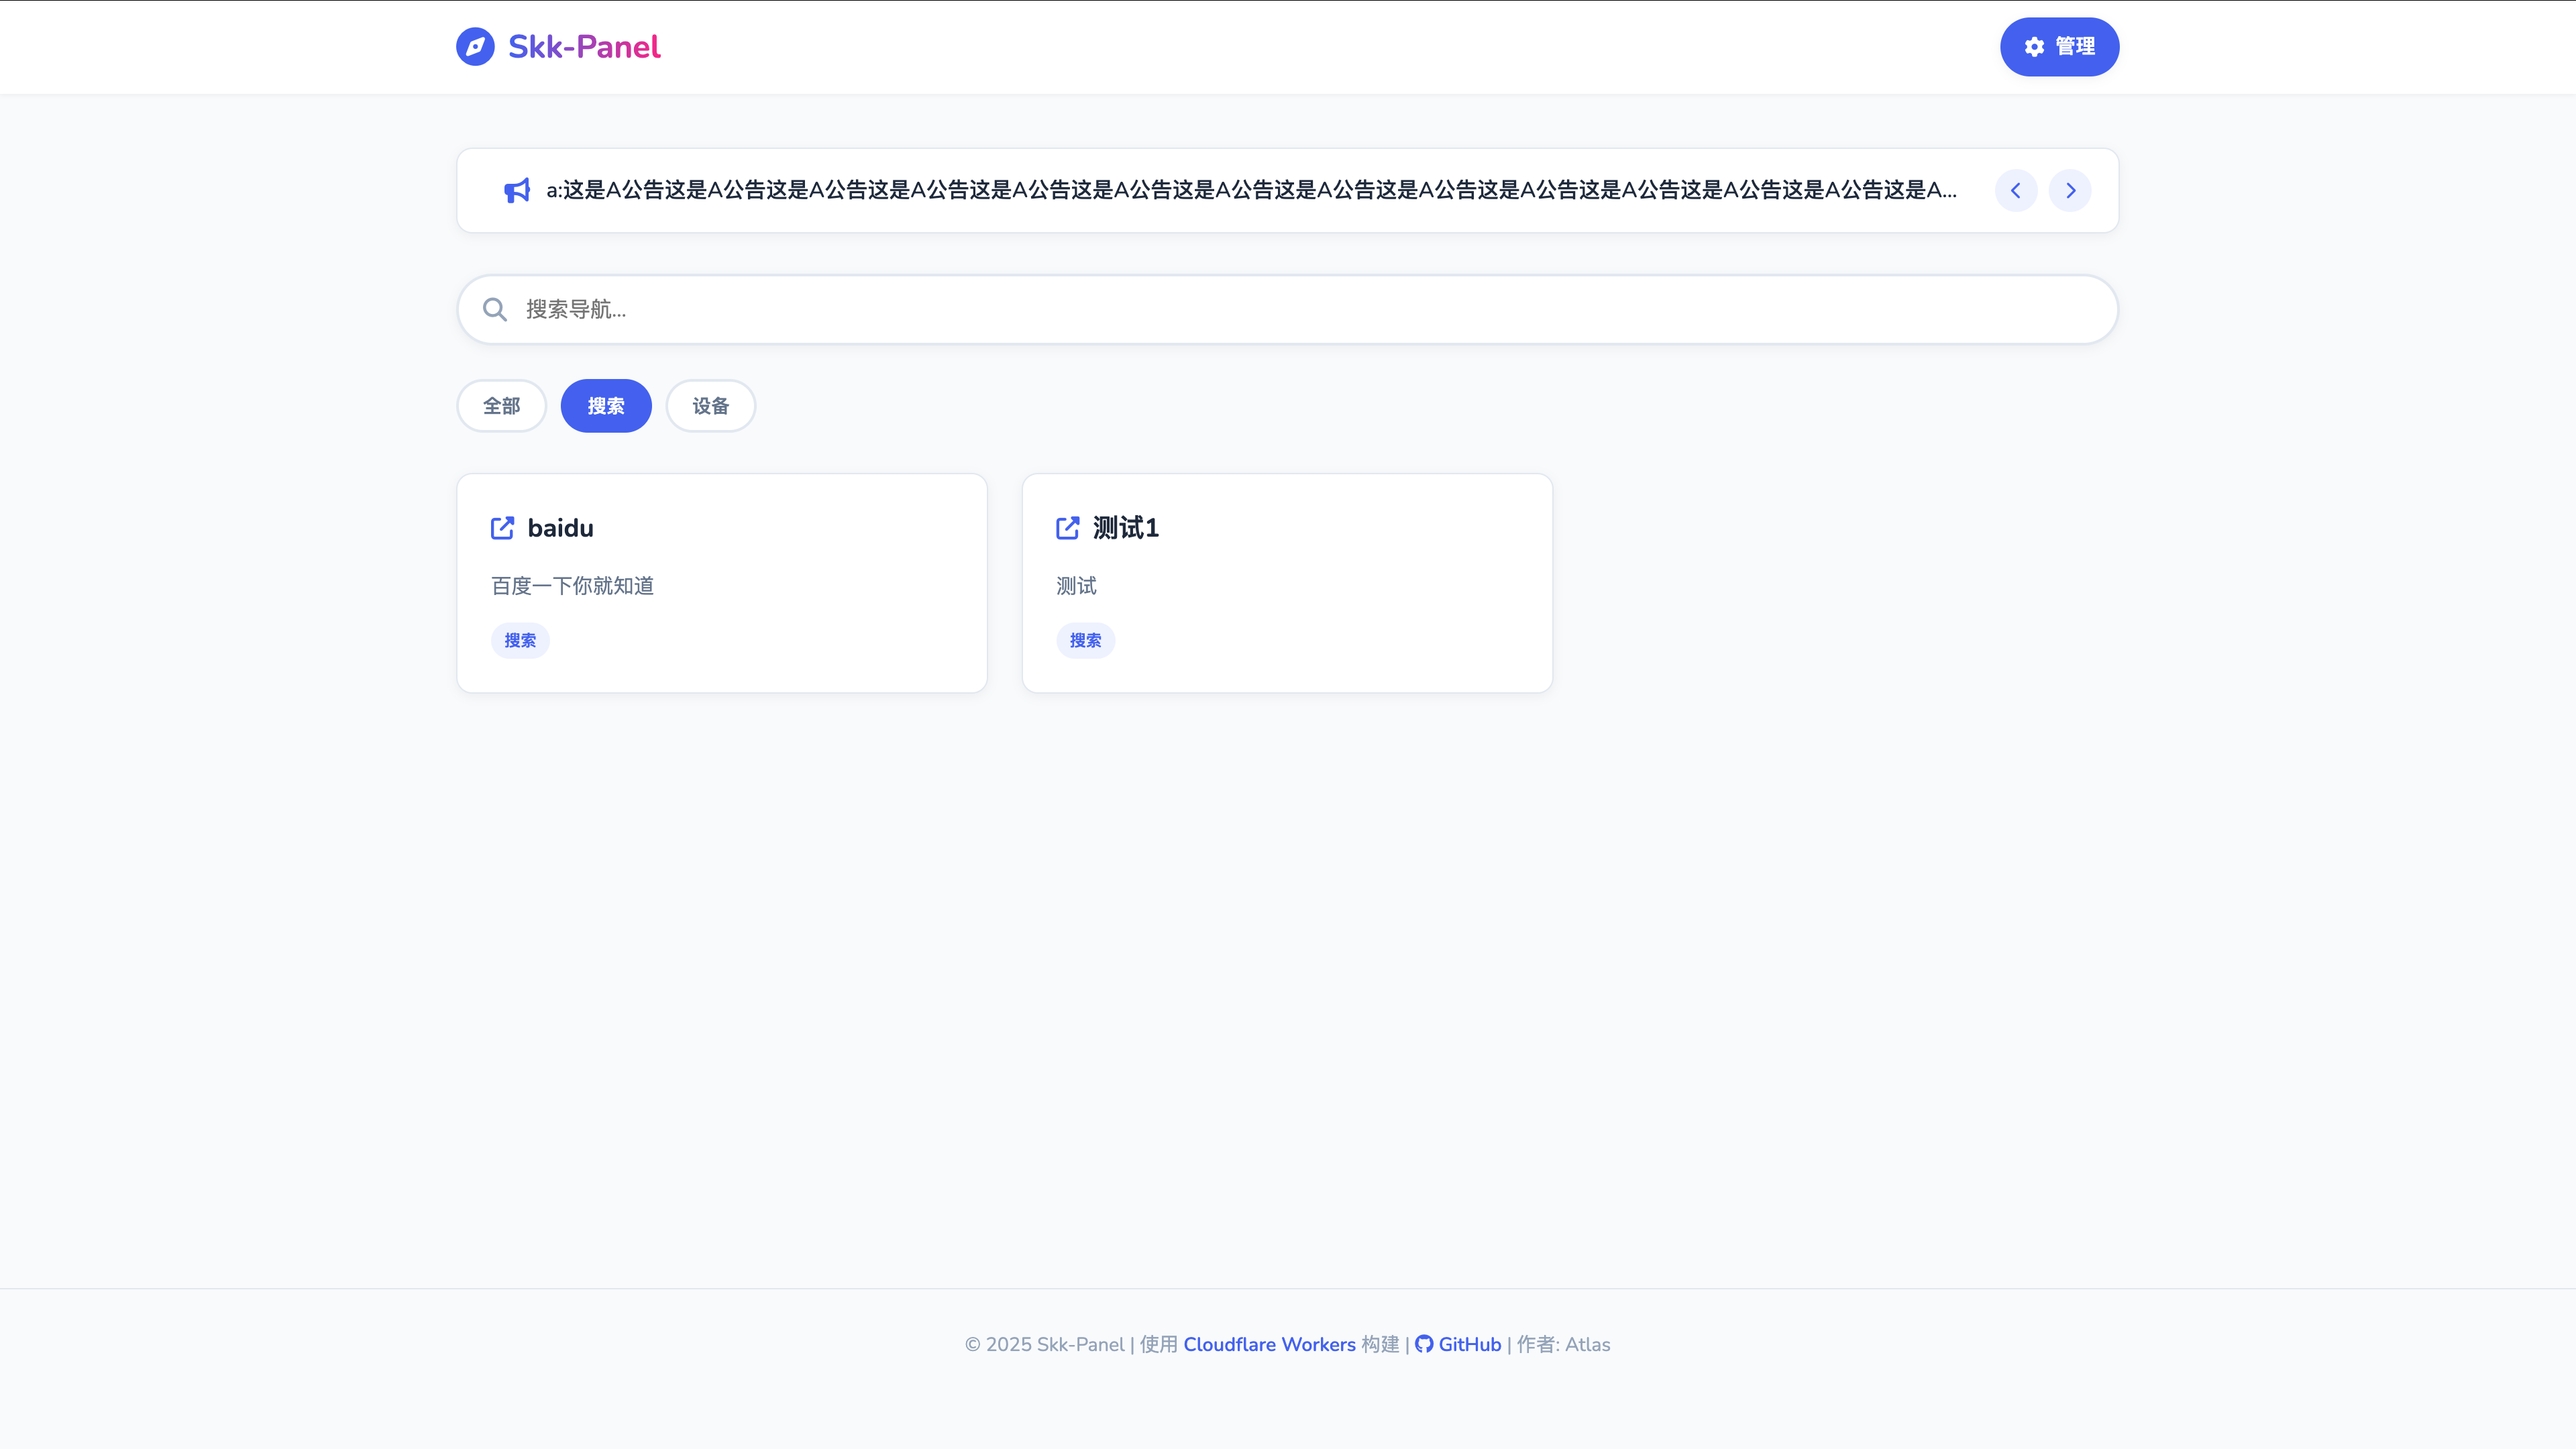 Skk-Panel
管理
a:这是A公告这是A公告这是A公告这是A公告这是A公告这是A公告这是A公告这是A公告这是A公告这是A公告这是A公告这是A公告这是A公告这是A...
搜索导航...
全部
搜索
设备
baidu
百度一下你就知道
搜索
测试1
测试
搜索
© 2025 Skk-Panel | 使用 Cloudflare Workers 构建 | GitHub | 作者: Atlas